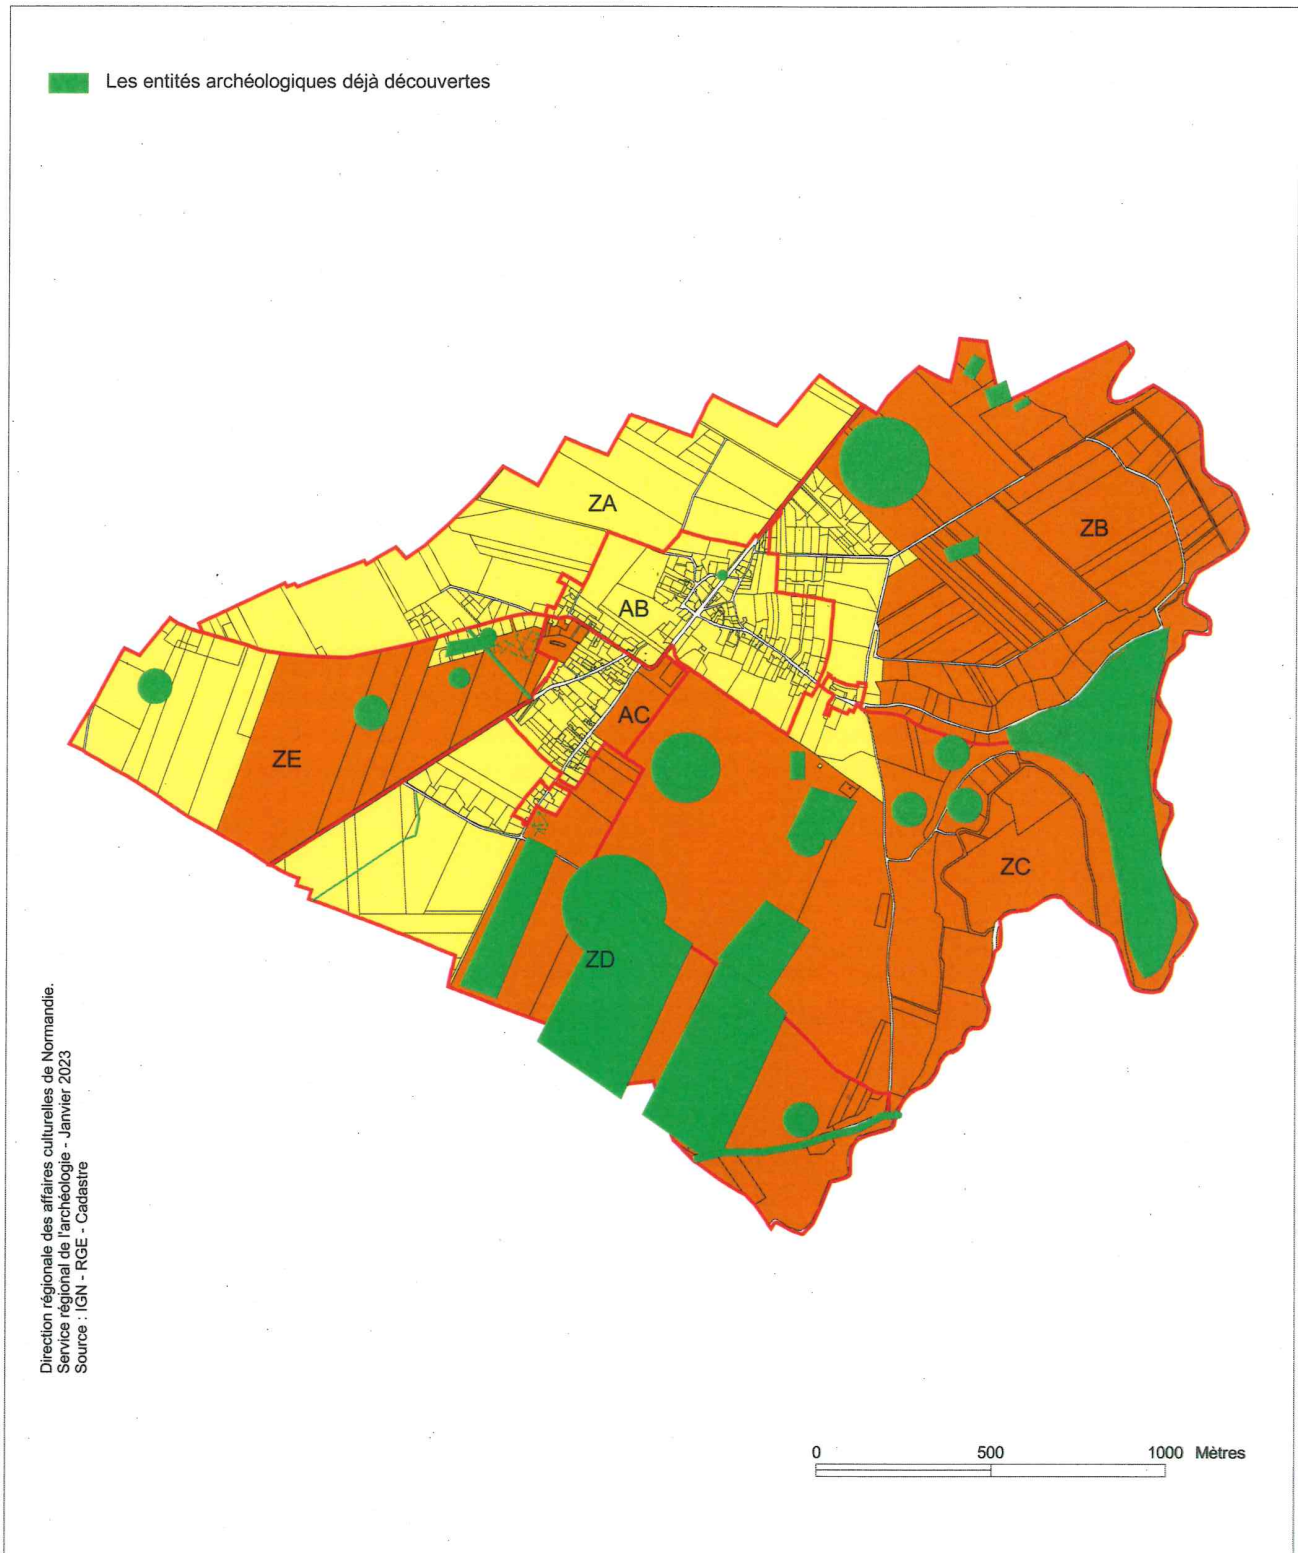 Les entités archéologiques déjà découvertes
ZA
ZB
AB
AC
ZE
ZC
ZD
Direction régionale des affaires culturelles de Normandie.
Service régional de l'archéologie - Janvier 2023
Source : IGN - RGE - Cadastre
0 500 1000 Mètres